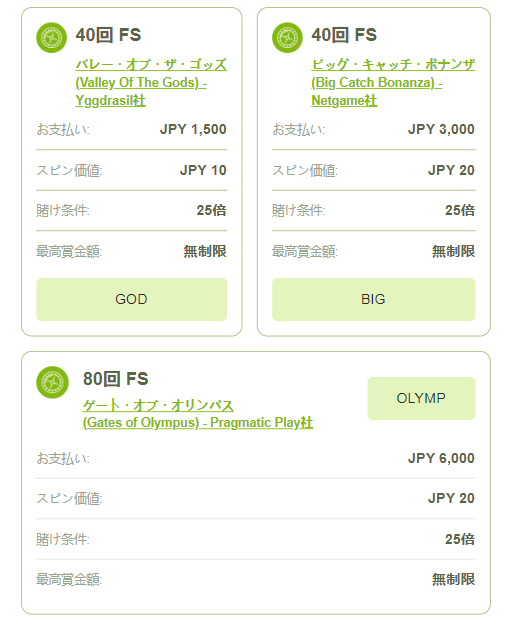 40回 FS
バレー・オブ・ザ・ゴッズ
(Valley Of The Gods) -
Yggdrasil社
お支払い: JPY 1,500
スピン価値: JPY 10
賭け条件: 25倍
最高賞金額: 無制限
GOD
40回 FS
ビッグ・キャッチ・ボナンザ
(Big Catch Bonanza) -
Netgame社
お支払い: JPY 3,000
スピン価値: JPY 20
賭け条件: 25倍
最高賞金額: 無制限
BIG
80回 FS
ゲート・オブ・オリンパス
(Gates of Olympus) - Pragmatic Play社
OLYMP
お支払い: JPY 6,000
スピン価値: JPY 20
賭け条件: 25倍
最高賞金額: 無制限